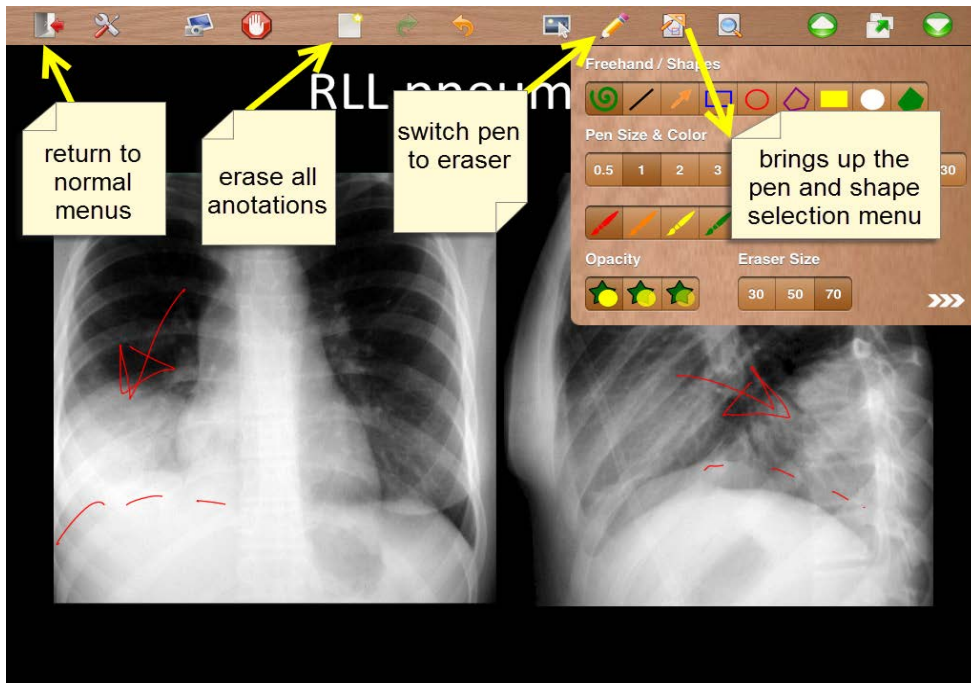 Freehand / Shapes
RLL pneum
return to
normal
menus
erase all
anotations
switch pen
to eraser
brings up the
pen and shape
selection menu
Pen Size & Color
0.5 1 2 3 30
Opacity
Eraser Size
30 50 70